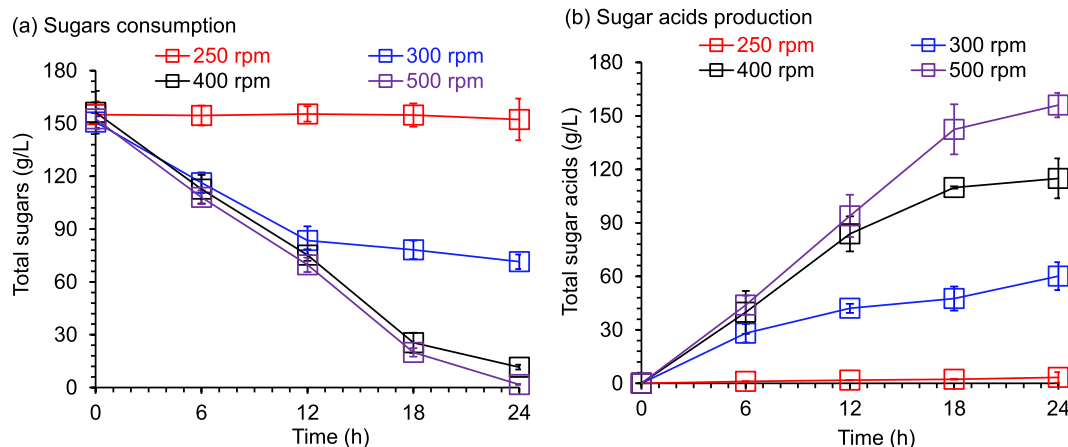 (a) Sugars consumption
250 rpm
300 rpm
400 rpm
500 rpm
180
150
120
90
60
30
0
Total sugars (g/L)
0 6 12 18 24
Time (h)
(b) Sugar acids production
250 rpm
300 rpm
400 rpm
500 rpm
180
150
120
90
60
30
0
Total sugar acids (g/L)
0 6 12 18 24
Time (h)